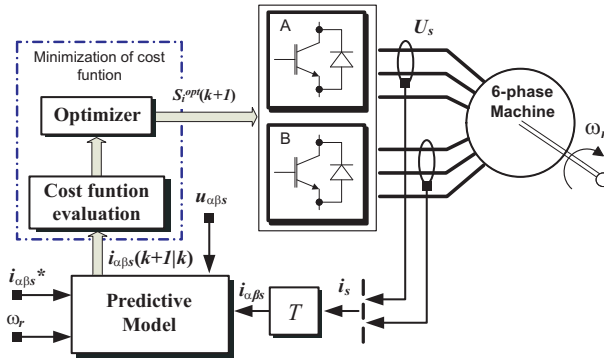 Minimization of cost
funtion
Optimizer
Cost funtion
evaluation
S_i^opt(k+1)
A
B
U_s
6-phase
Machine
ω_r
u_αβs
i_αβs(k+1|k)
i_αβs*
ω_r
Predictive
Model
i_αβs
T
i_s